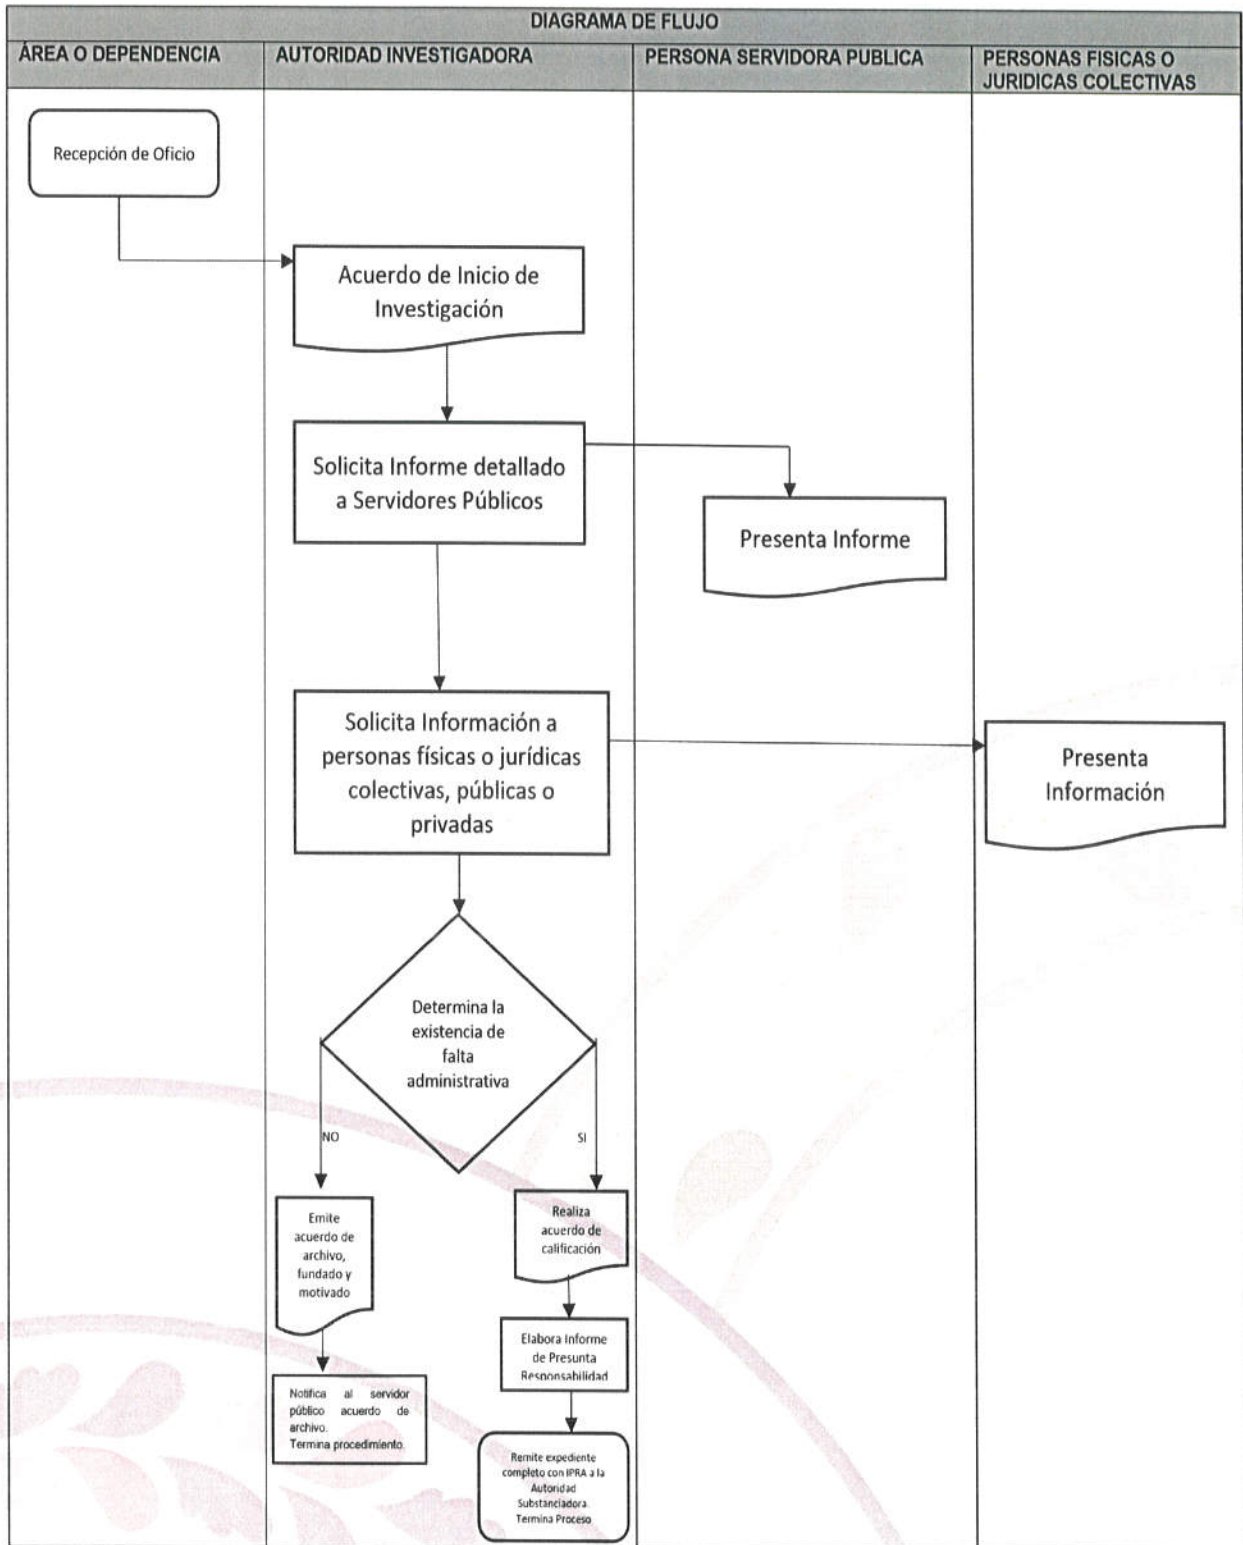 DIAGRAMA DE FLUJO
ÁREA O DEPENDENCIA
AUTORIDAD INVESTIGADORA
PERSONA SERVIDORA PUBLICA
PERSONAS FISICAS O
JURIDICAS COLECTIVAS
Recepción de Oficio
Acuerdo de Inicio de
Investigación
Solicita Informe detallado
a Servidores Públicos
Presenta Informe
Solicita Información a
personas físicas o jurídicas
colectivas, públicas o
privadas
Presenta
Información
Determina la
existencia de
falta
administrativa
NO
SI
Emite
acuerdo de
archivo,
fundado y
motivado
Realiza
acuerdo de
calificación
Elabora Informe
de Presunta
Responsabilidad
Notifica al servidor
público acuerdo de
archivo.
Termina procedimiento.
Remite expediente
completo con IPRA a la
Autoridad
Substanciadora.
Termina Proceso